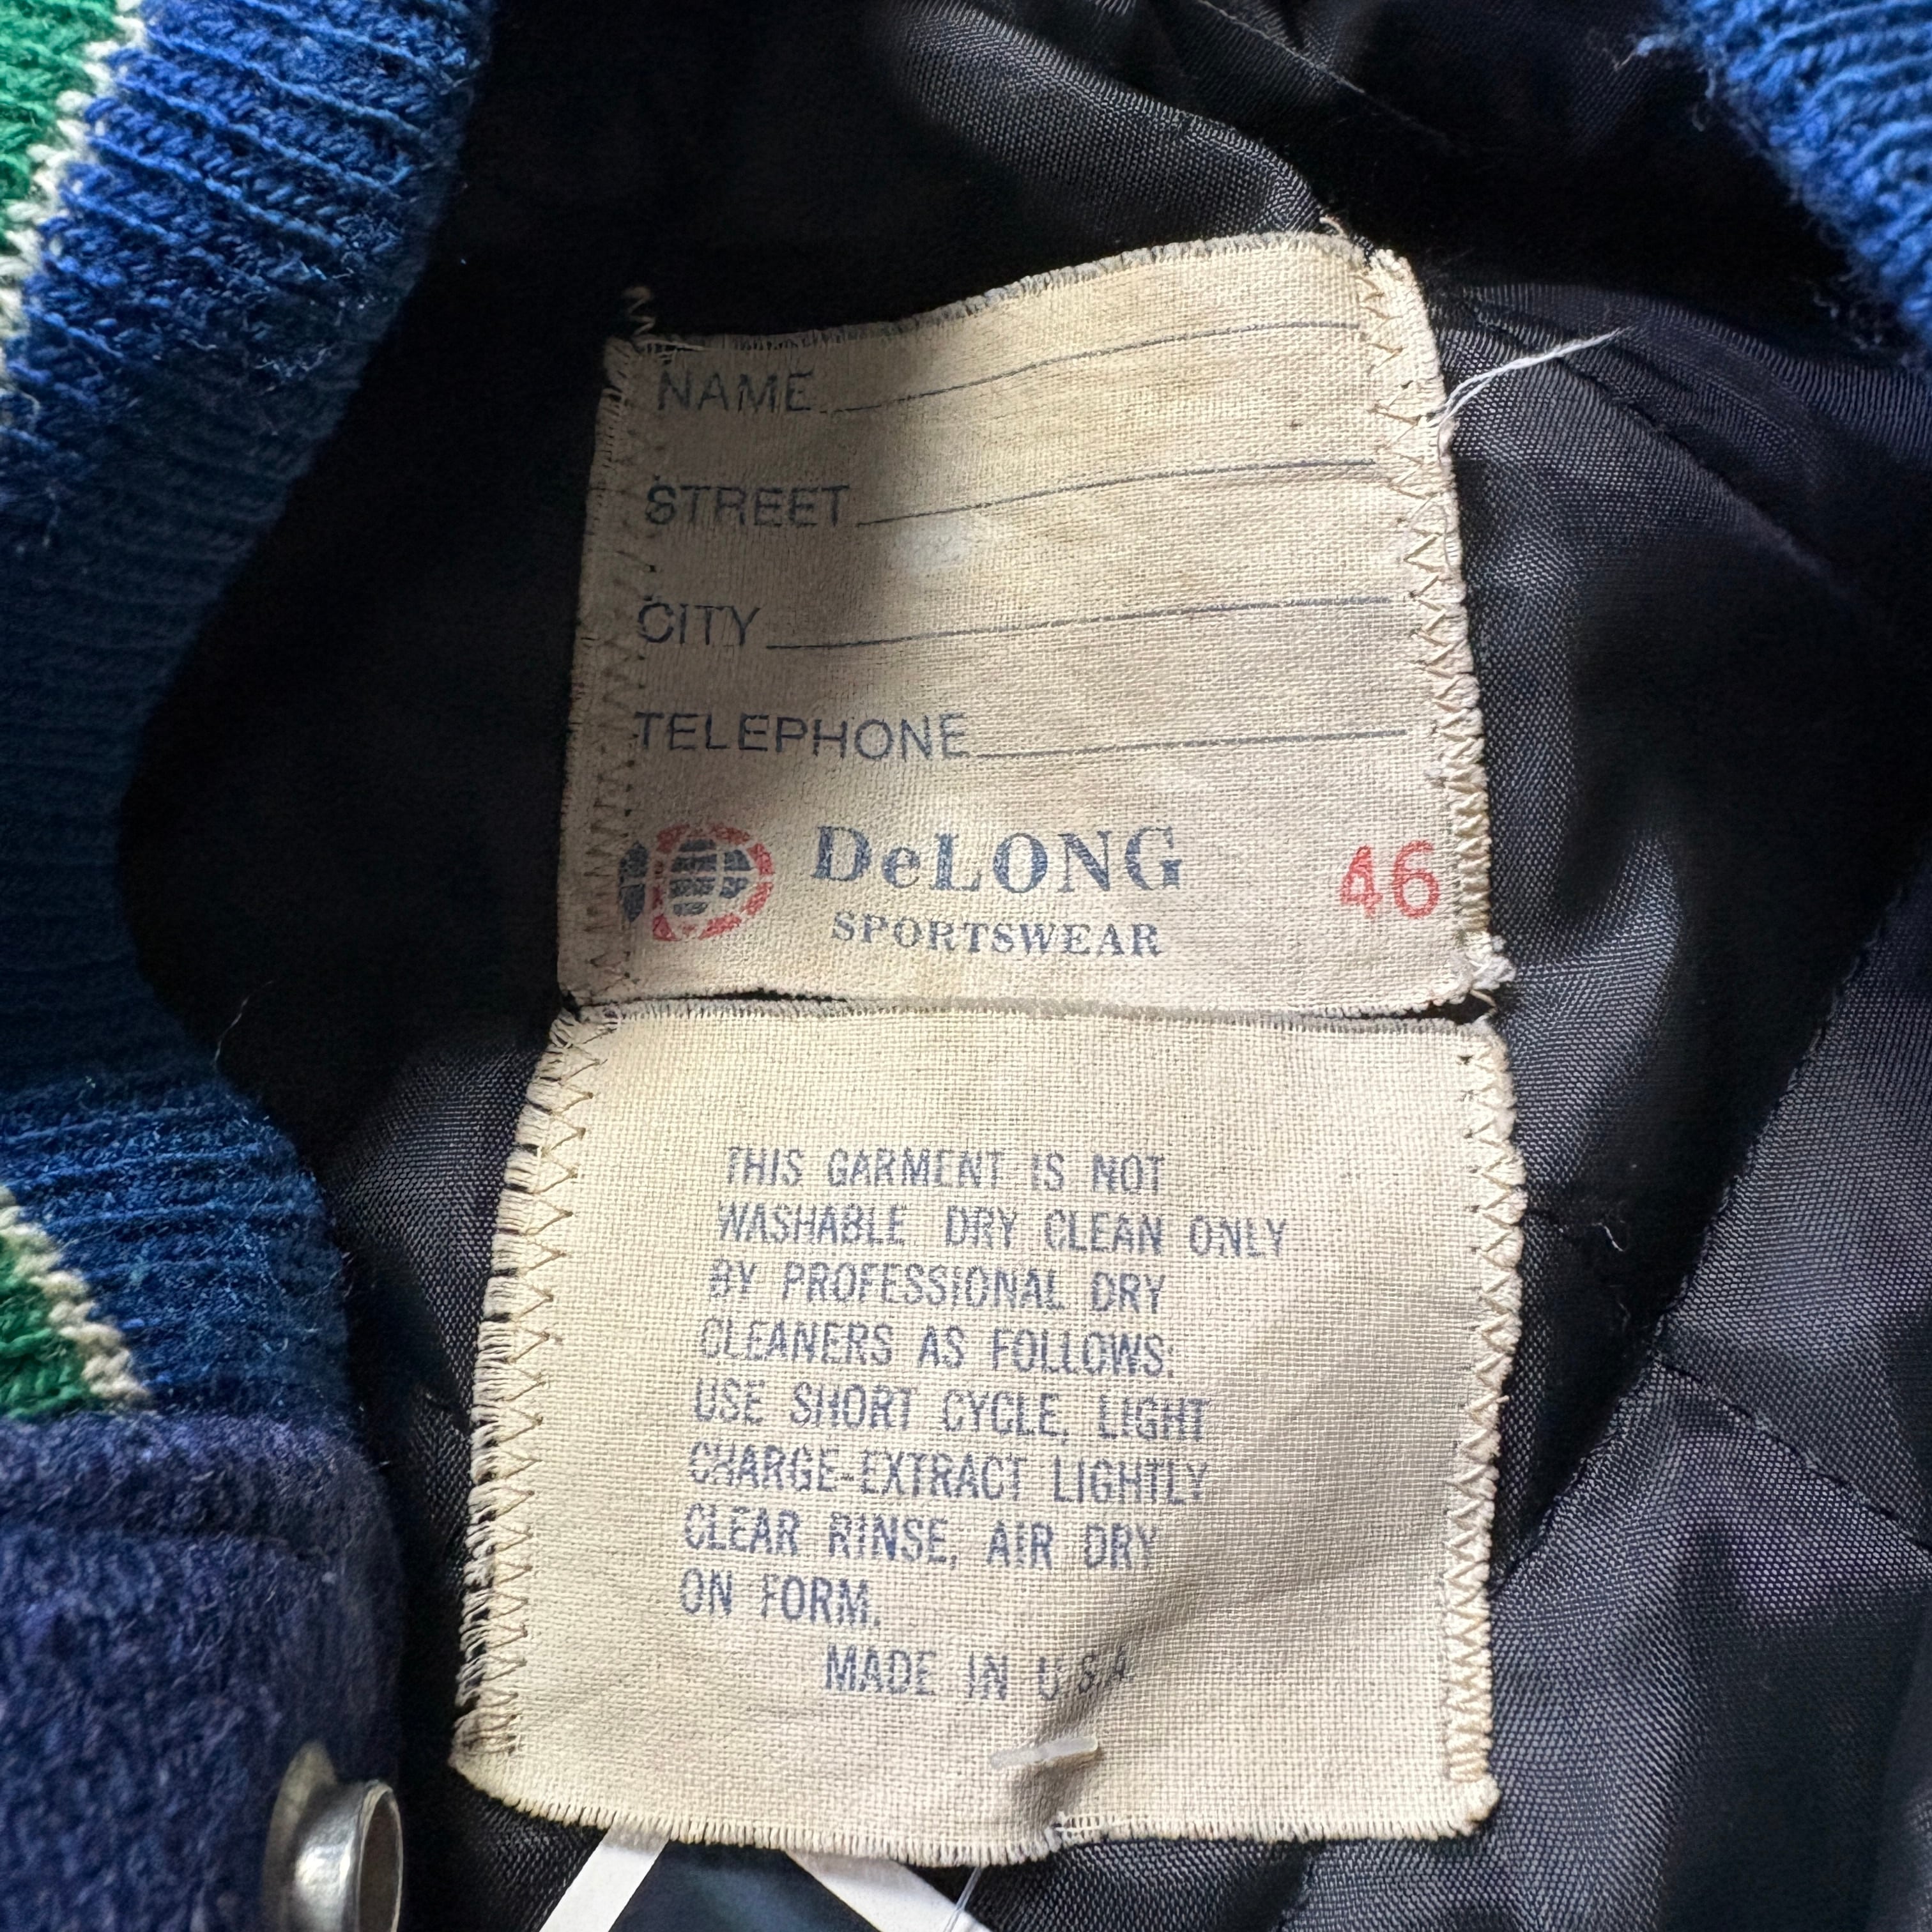 NAME
STREET
CITY
TELEPHONE
DeLONG 46
SPORTSWEAR
THIS GARMENT IS NOT
WASHABLE DRY CLEAN ONLY
BY PROFESSIONAL DRY
CLEANERS AS FOLLOWS:
USE SHORT CYCLE, LIGHT
CHARGE-EXTRACT LIGHTLY
CLEAR RINSE, AIR DRY
ON FORM.
MADE IN U.S.A.